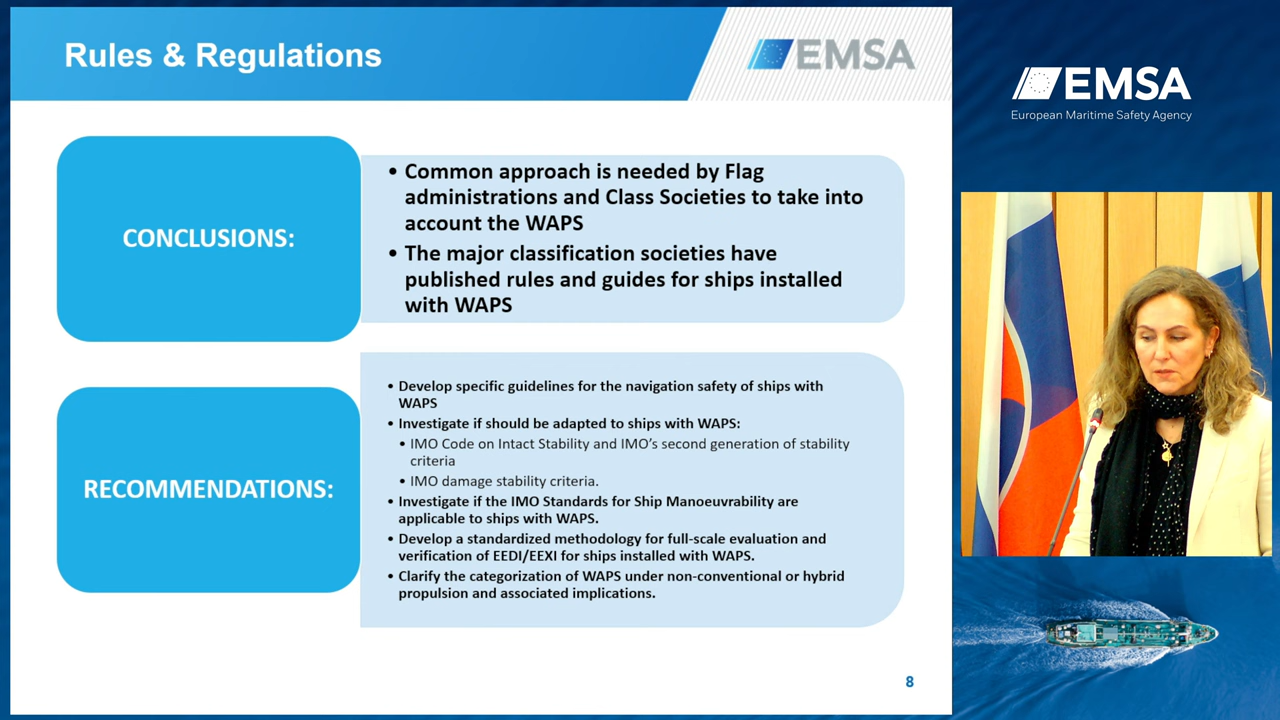 Rules & Regulations
EMSA
EMSA
European Maritime Safety Agency
CONCLUSIONS:
• Common approach is needed by Flag
administrations and Class Societies to take into
account the WAPS
• The major classification societies have
published rules and guides for ships installed
with WAPS
RECOMMENDATIONS:
• Develop specific guidelines for the navigation safety of ships with
WAPS
• Investigate if should be adapted to ships with WAPS:
• IMO Code on Intact Stability and IMO's second generation of stability
criteria
• IMO damage stability criteria.
• Investigate if the IMO Standards for Ship Manoeuvrability are
applicable to ships with WAPS.
• Develop a standardized methodology for full-scale evaluation and
verification of EEDI/EEXI for ships installed with WAPS.
• Clarify the categorization of WAPS under non-conventional or hybrid
propulsion and associated implications.
8